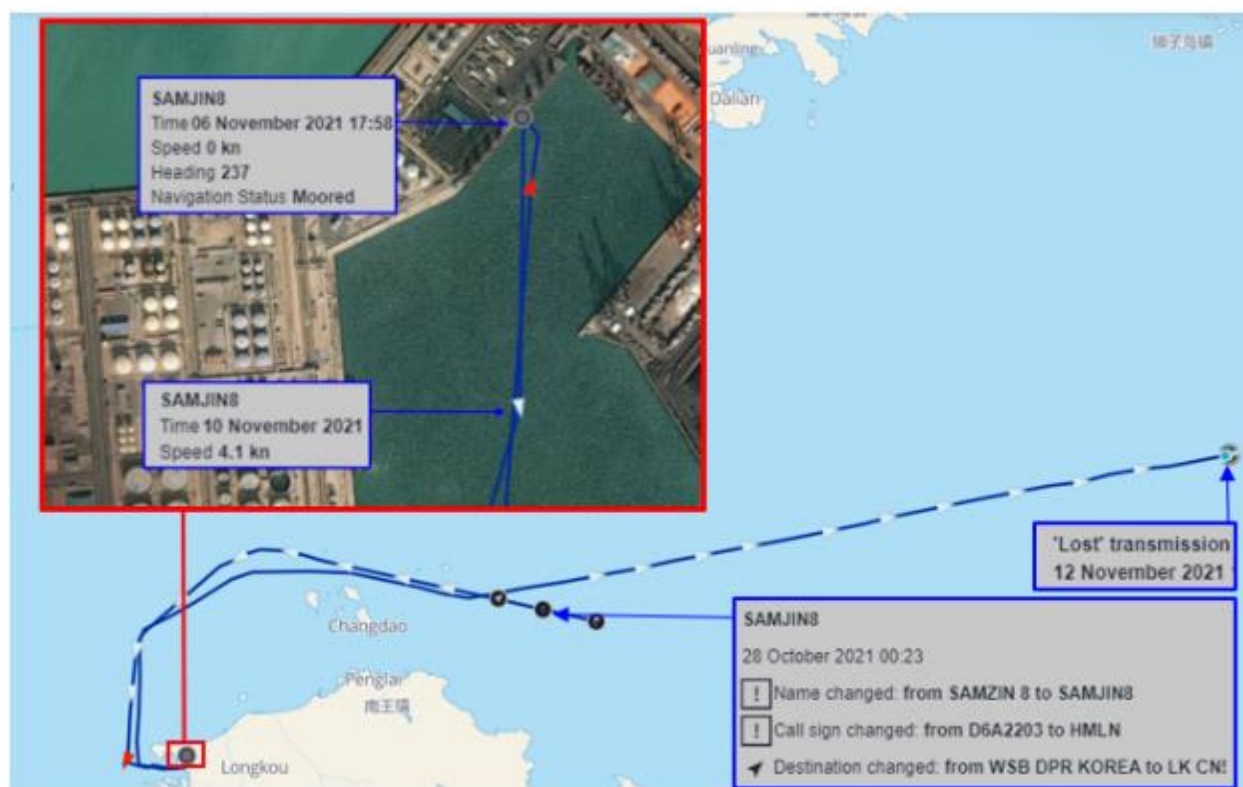 SAMJIN8
Time 06 November 2021 17:58
Speed 0 kn
Heading 237
Navigation Status Moored
SAMJIN8
Time 10 November 2021
Speed 4.1 kn
Dalian
'Lost' transmission
12 November 2021
SAMJIN8
28 October 2021 00:23
! Name changed: from SAMZIN 8 to SAMJIN8
! Call sign changed: from D6A2203 to HMLN
Destination changed: from WSB DPR KOREA to LK CN
Changdao
Penglai
Longkou